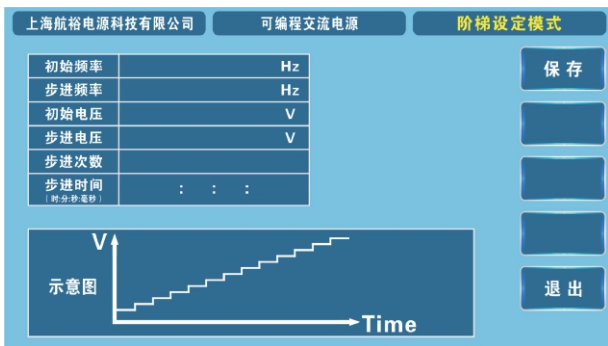 上海航裕电源科技有限公司 可编程交流电源 阶梯设定模式
初始频率 Hz
步进频率 Hz
初始电压 V
步进电压 V
步进次数
步进时间 : : :
(时:分:秒:毫秒)
保存
V
示意图
Time
退出